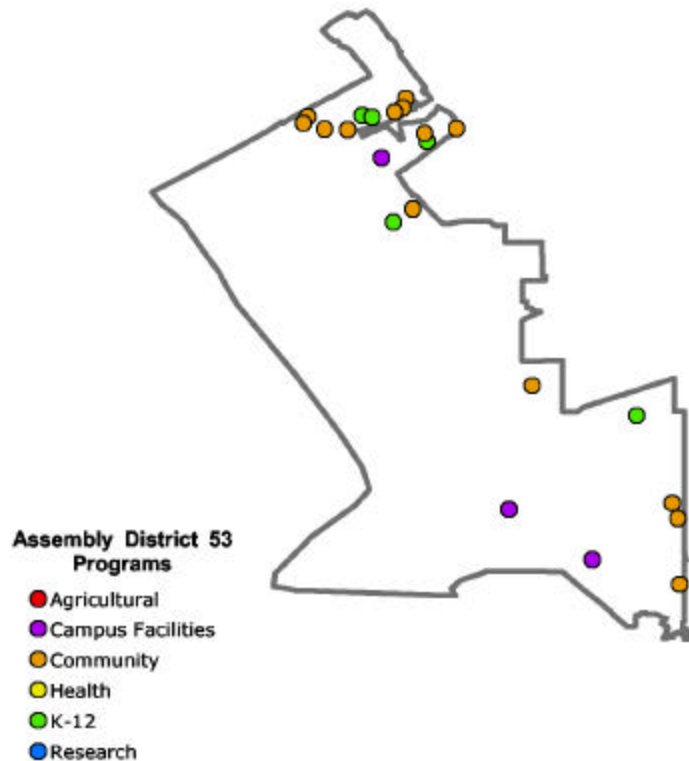 Assembly District 53
Programs
Agricultural
Campus Facilities
Community
Health
K-12
Research